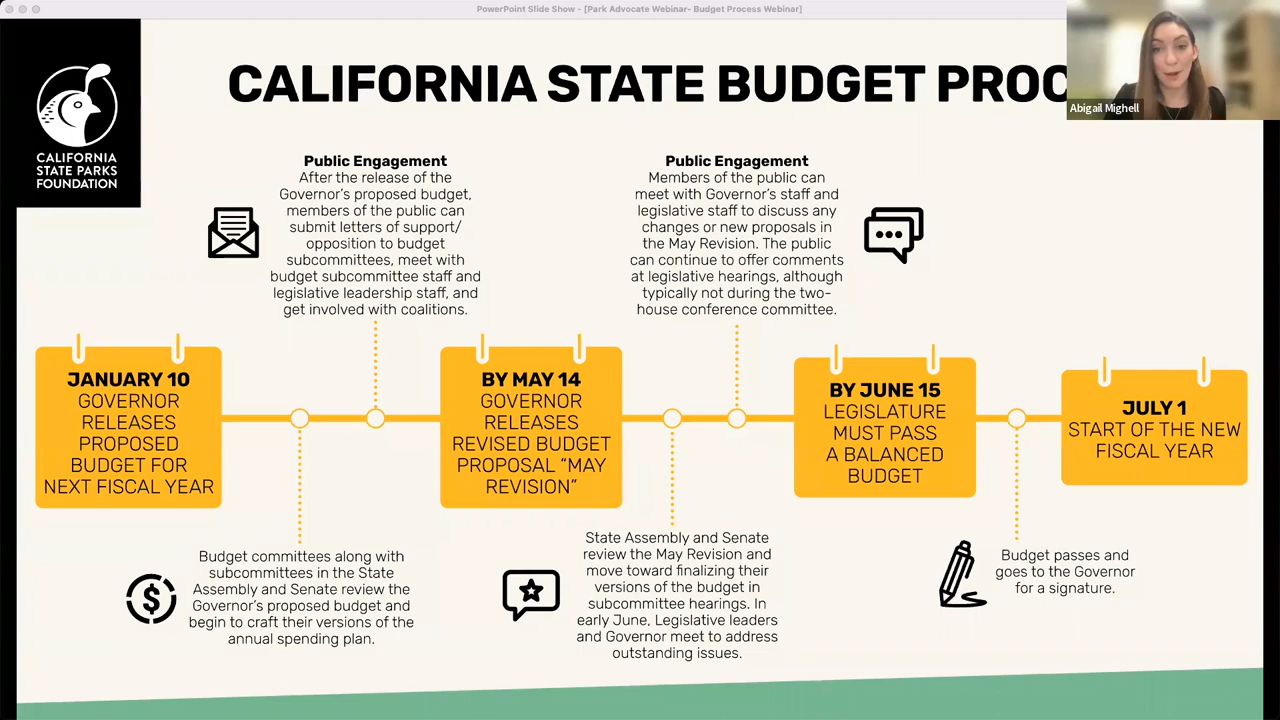 PowerPoint Slide Show - [Park Advocate Webinar- Budget Process Webinar]
CALIFORNIA
STATE PARKS
FOUNDATION
CALIFORNIA STATE BUDGET PROC
Abigail Mighell
Public Engagement
After the release of the
Governor's proposed budget,
members of the public can
submit letters of support/
opposition to budget
subcommittees, meet with
budget subcommittee staff and
legislative leadership staff, and
get involved with coalitions.
Public Engagement
Members of the public can
meet with Governor's staff and
legislative staff to discuss any
changes or new proposals in
the May Revision. The public
can continue to offer comments
at legislative hearings, although
typically not during the two-
house conference committee.
JANUARY 10
GOVERNOR
RELEASES
PROPOSED
BUDGET FOR
NEXT FISCAL YEAR
BY MAY 14
GOVERNOR
RELEASES
REVISED BUDGET
PROPOSAL “MAY
REVISION”
BY JUNE 15
LEGISLATURE
MUST PASS
A BALANCED
BUDGET
JULY 1
START OF THE NEW
FISCAL YEAR
Budget committees along with
subcommittees in the State
Assembly and Senate review the
Governor's proposed budget and
begin to craft their versions of the
annual spending plan.
State Assembly and Senate
review the May Revision and
move toward finalizing their
versions of the budget in
subcommittee hearings. In
early June, Legislative leaders
and Governor meet to address
outstanding issues.
Budget passes and
goes to the Governor
for a signature.